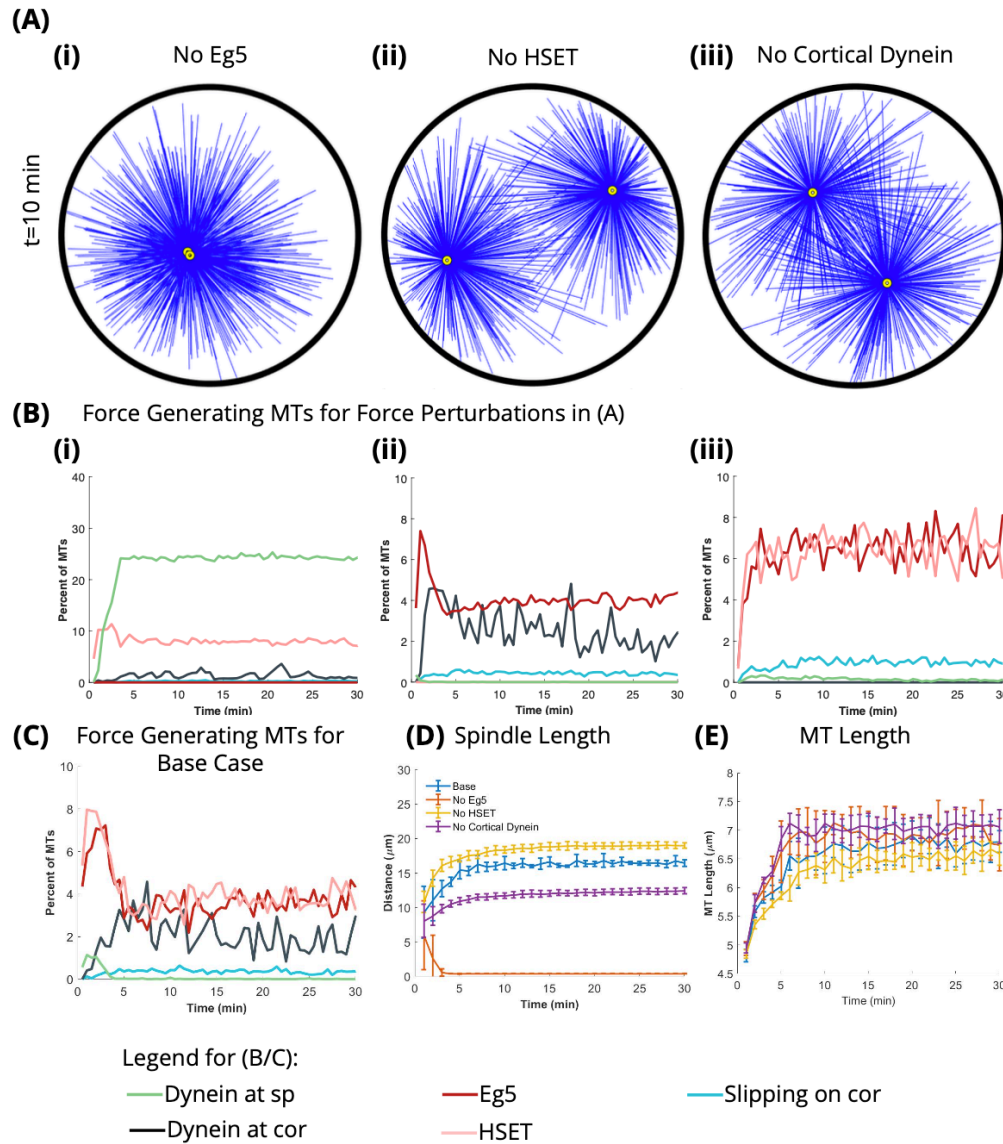 (A)
(i) No Eg5
(ii) No HSET
(iii) No Cortical Dynein
t= 10 min
(B) Force Generating MTs for Force Perturbations in (A)
(i)
Percent of MTs
40
30
20
10
0
0 5 10 15 20 25 30
Time (min)
(ii)
Percent of MTs
10
8
6
4
2
0
0 5 10 15 20 25 30
Time (min)
(iii)
Percent of MTs
10
8
6
4
2
0
0 5 10 15 20 25 30
Time (min)
(C) Force Generating MTs for
Base Case
Percent of MTs
10
8
6
4
2
0
0 5 10 15 20 25 30
Time (min)
(D) Spindle Length
Distance (μm)
30
25
20
15
10
5
0
Base
No Eg5
No HSET
No Cortical Dynein
0 5 10 15 20 25 30
Time (min)
(E) MT Length
MT Length (μm)
8
7.5
7
6.5
6
5.5
5
4.5
0 5 10 15 20 25 30
Time (min)
Legend for (B/C):
Dynein at sp
Eg5
Slipping on cor
Dynein at cor
HSET